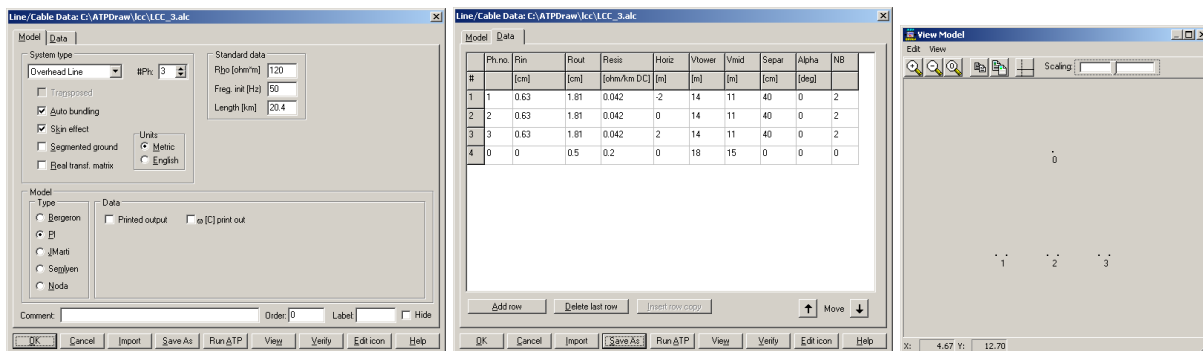 Line/Cable Data: C:\ATPDraw\lcc\LCC_3.alc
Model Data
System type
Overhead Line #Ph: 3
Transposed
Auto bundling
Skin effect
Segmented ground
Real transf. matrix
Units
Metric
English
Standard data
Rho [ohm*m] 120
Freq. init [Hz] 50
Length [km] 20.4
Model
Type
Bergeron
PI
JMarti
Semlyen
Noda
Data
Printed output ω [C] print out
Comment: Order: 0 Label: Hide
OK Cancel Import Save As Run ATP View Verify Edit icon Help
Line/Cable Data: C:\ATPDraw\lcc\LCC_3.alc
Model Data
Ph.no. Rin Rout Resis Horiz Vtower Vmid Separ Alpha NB
# [cm] [cm] [ohm/km DC] [m] [m] [m] [cm] [deg]
1 1 0.63 1.81 0.042 -2 14 11 40 0 2
2 2 0.63 1.81 0.042 0 14 11 40 0 2
3 3 0.63 1.81 0.042 2 14 11 40 0 2
4 0 0 0.5 0.2 0 18 15 0 0 0
Add row Delete last row Insert row copy Move
OK Cancel Import Save As Run ATP View Verify Edit icon Help
View Model
Edit View
Scaling:
0
1 2 3
X: 4.67 Y: 12.70